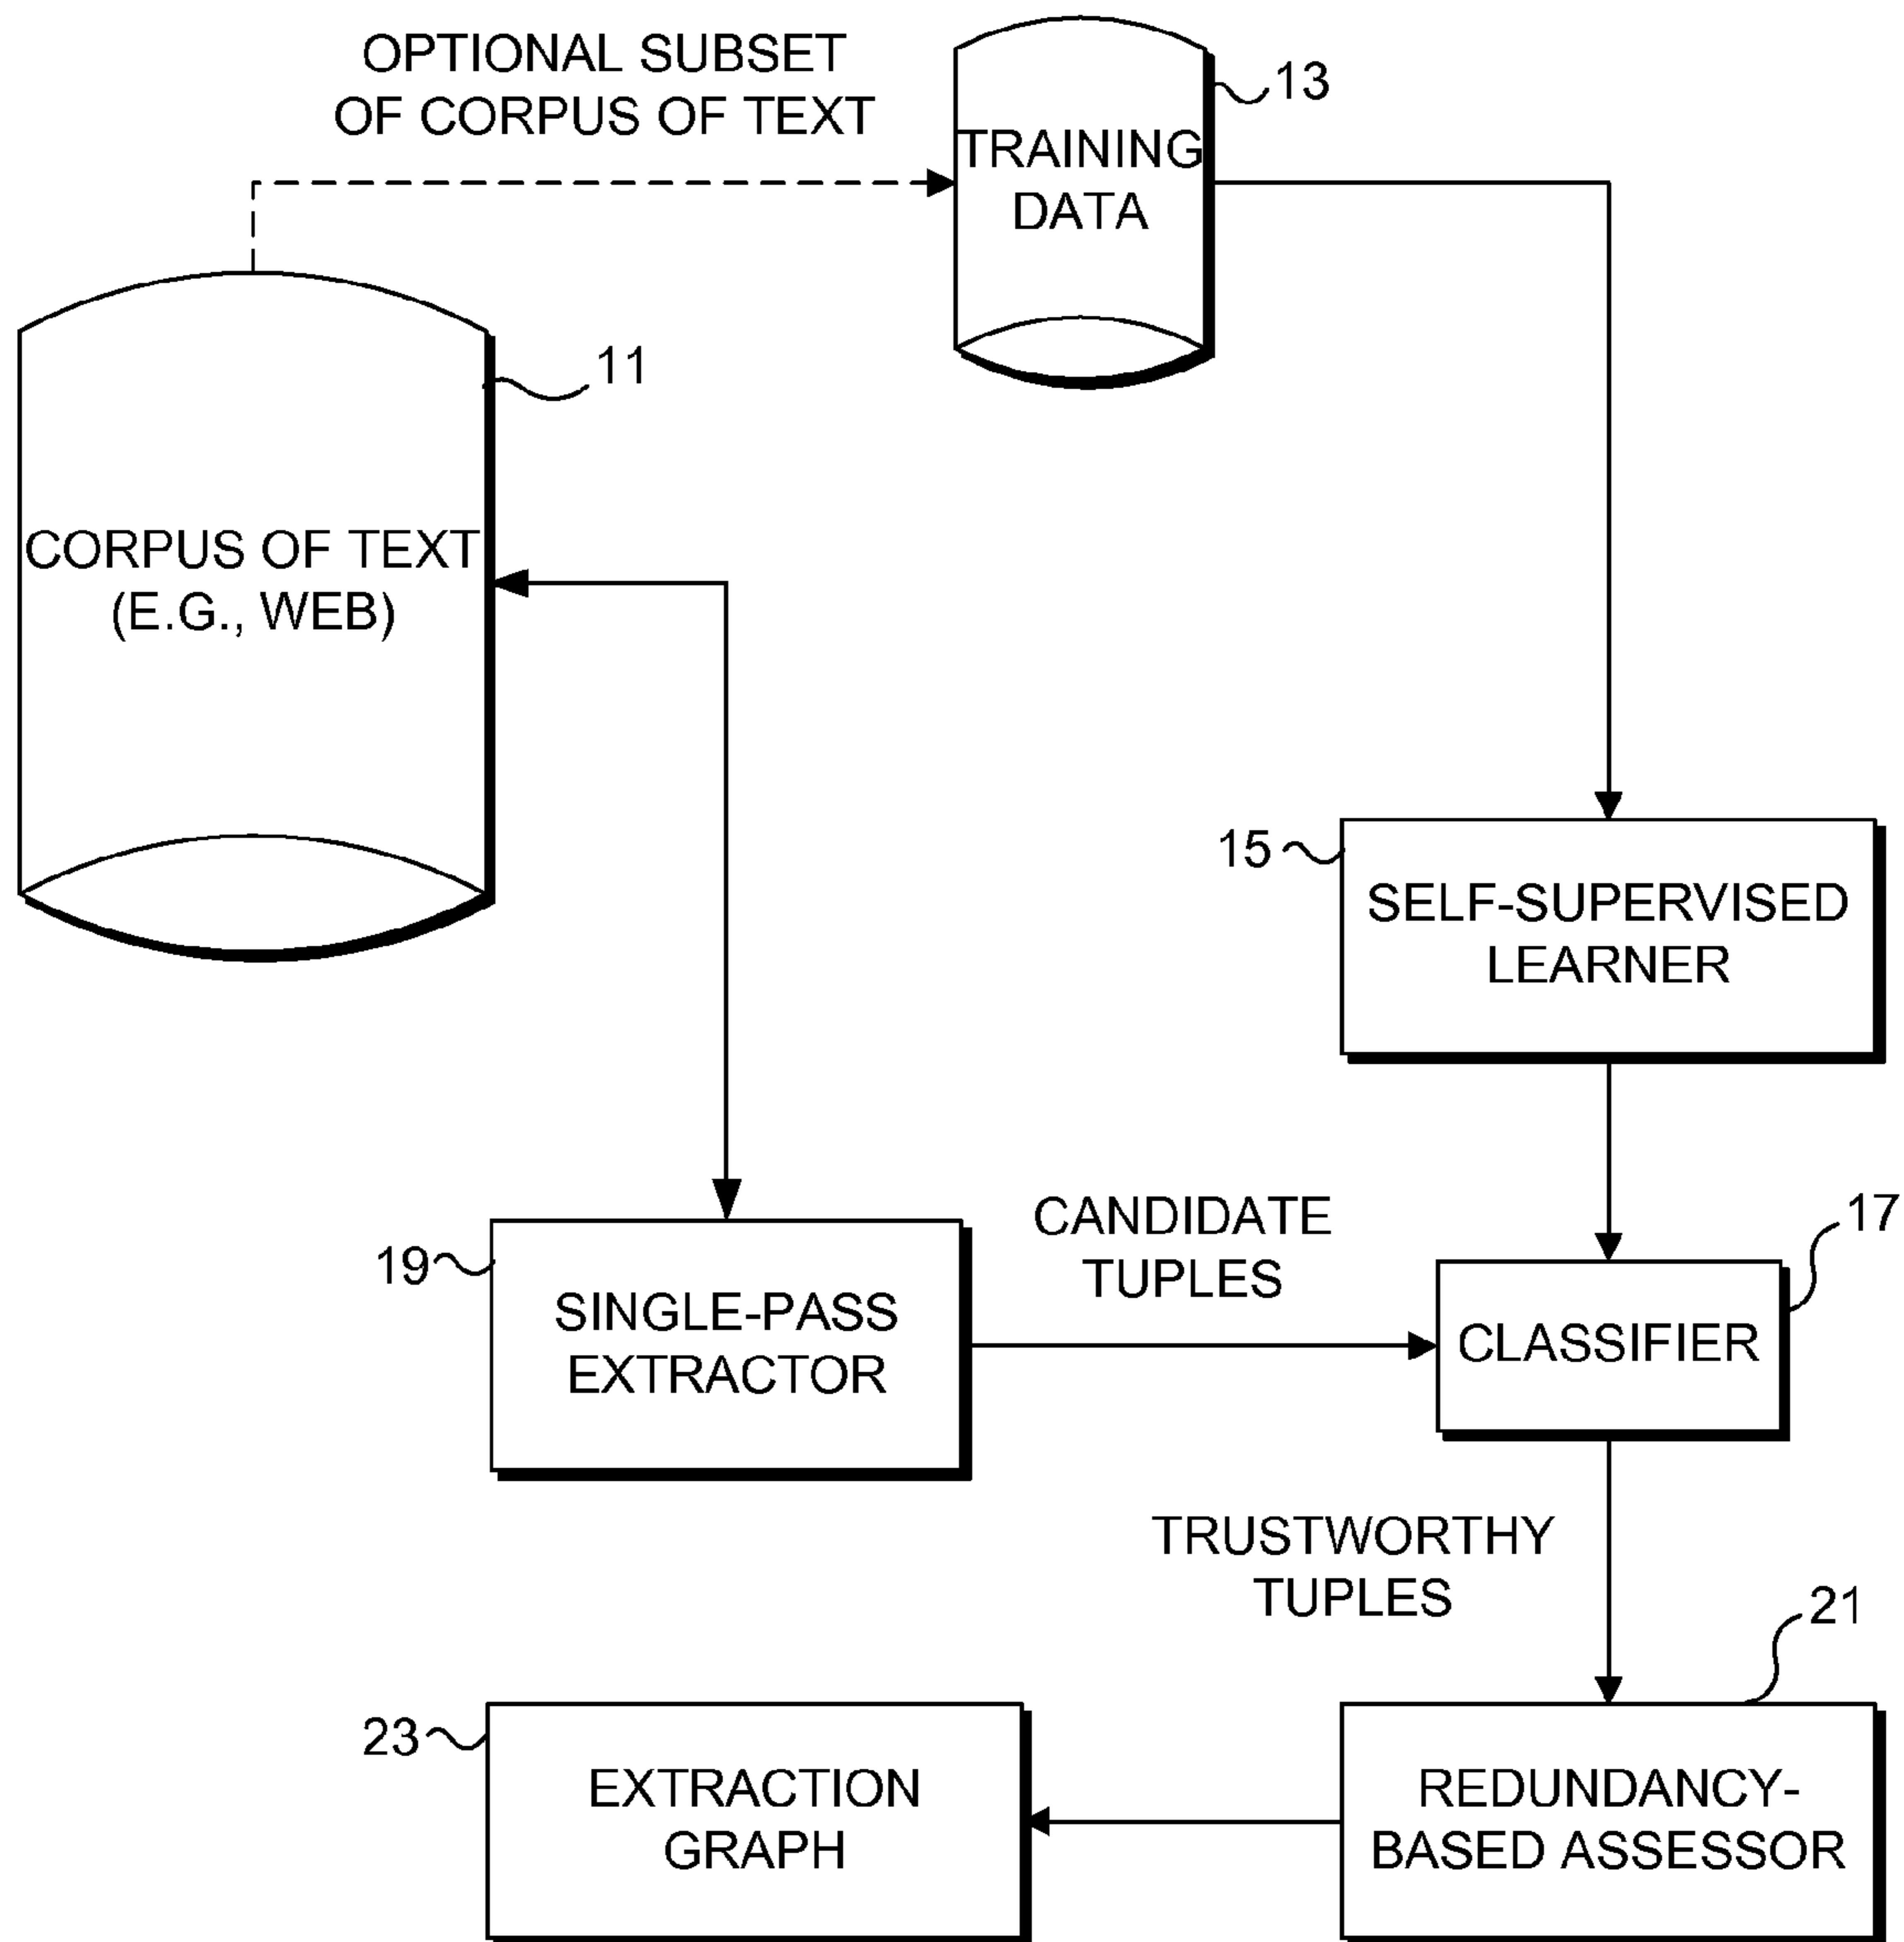 OPTIONAL SUBSET
OF CORPUS OF TEXT
13
TRAINING
DATA
11
CORPUS OF TEXT
(E.G., WEB)
15
SELF-SUPERVISED
LEARNER
CANDIDATE
TUPLES
17
19
SINGLE-PASS
EXTRACTOR
CLASSIFIER
TRUSTWORTHY
TUPLES
21
23
EXTRACTION
GRAPH
REDUNDANCY-
BASED ASSESSOR